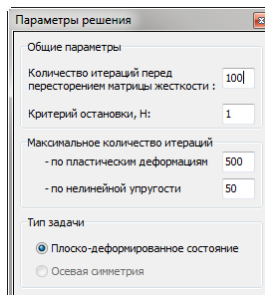 Параметры решения
Общие параметры
Количество итераций перед
пересторением матрицы жесткости : 100
Критерий остановки, Н: 1
Максимальное количество итераций
- по пластическим деформациям 500
- по нелинейной упругости 50
Тип задачи
Плоско-деформированное состояние
Осевая симметрия